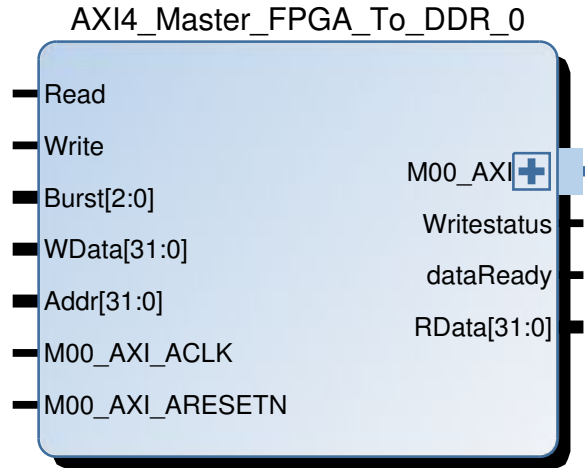 AXI4_Master_FPGA_To_DDR_0
Read
Write
Burst[2:0]
WData[31:0]
Addr[31:0]
M00_AXI_ACLK
M00_AXI_ARESETN
M00_AXI
Writestatus
dataReady
RData[31:0]